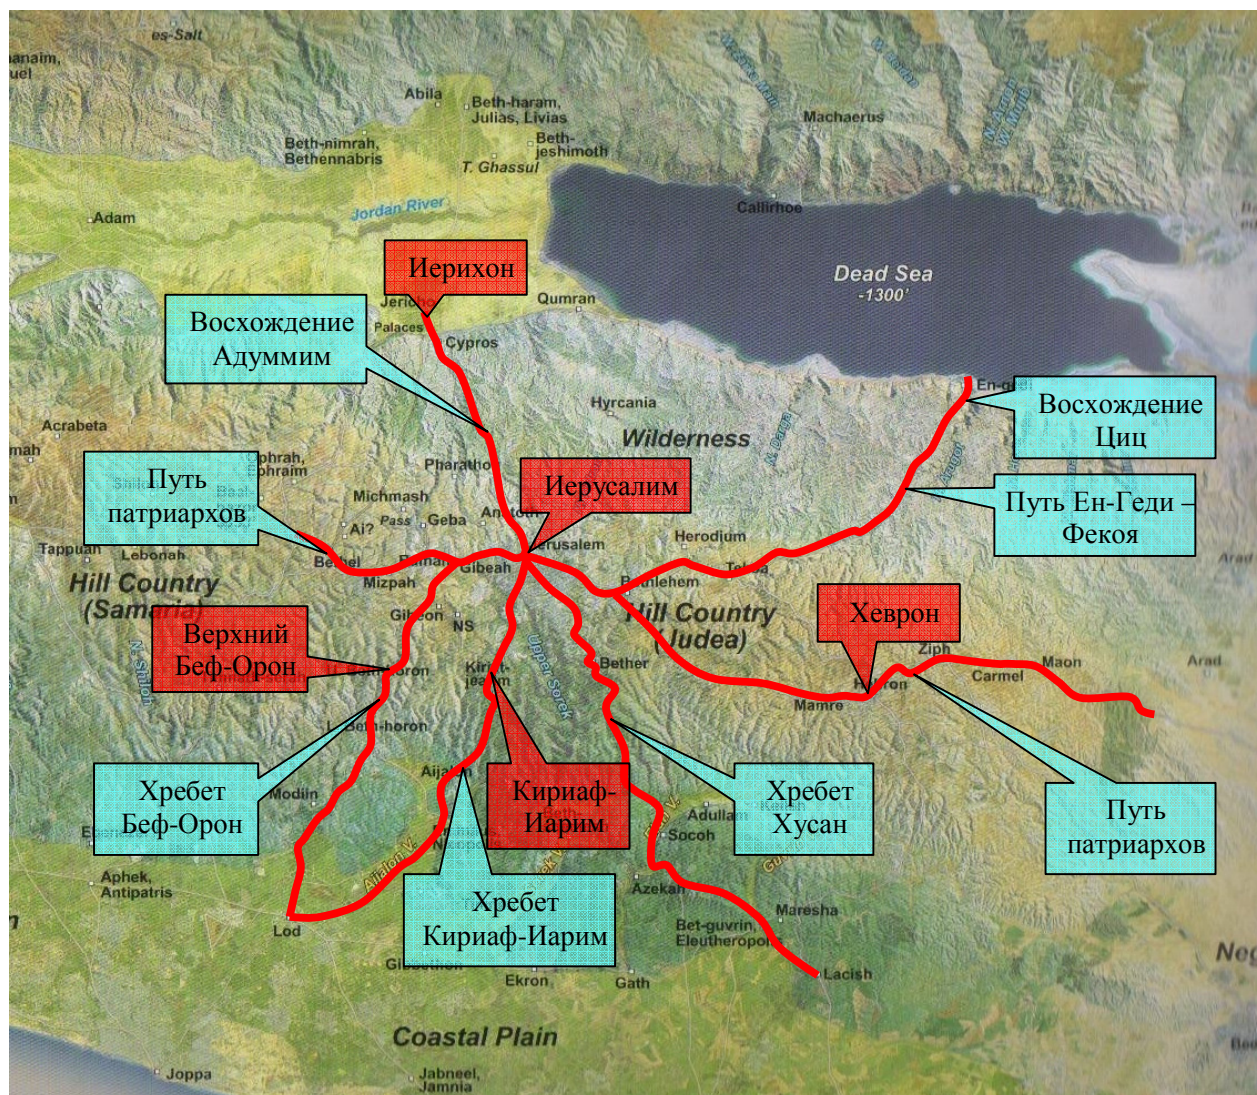 es-Salt
Abila
Beth-haram,
Julias, Livias
Beth-nimrah,
Bethennabris
Beth-
jeshimoth
T. Ghassul
Machaerus
Adam
Jordan River
Callirhoe
Иерихон
Dead Sea
-1300'
Palaces
Cypros
Qumran
Восхождение
Адуммим
Восхождение
Циц
Hyrcania
Wilderness
Acrabeta
Pharathon
Путь
патриархов
Michmash
Ai?
Pass
Geba
Иерусалим
Путь Ен-Геди –
Фекоя
Tappuah
Lebonah
Mizpah
Gibeah
Herodium
Arad
Hill Country
(Samaria)
Bethlehem
Hill Country
(Judea)
Gibeon
NS
Верхний
Беф-Орон
Хеврон
Ziph
Upper Sorek
Bether
Mamre
Carmel
Maon
Arad
Хребет
Беф-Орон
Modiin
Кириаф-
Иарим
Хребет
Хусан
Путь
патриархов
Adullam
Socoh
Aijalon V.
Aphek,
Antipatris
Azekah
Хребет
Кириаф-Иарим
Lod
Maresha
Bet-guvrin,
Eleutheropolis
Ekron
Gath
Lacish
Coastal Plain
Joppa
Jabneel,
Jamnia